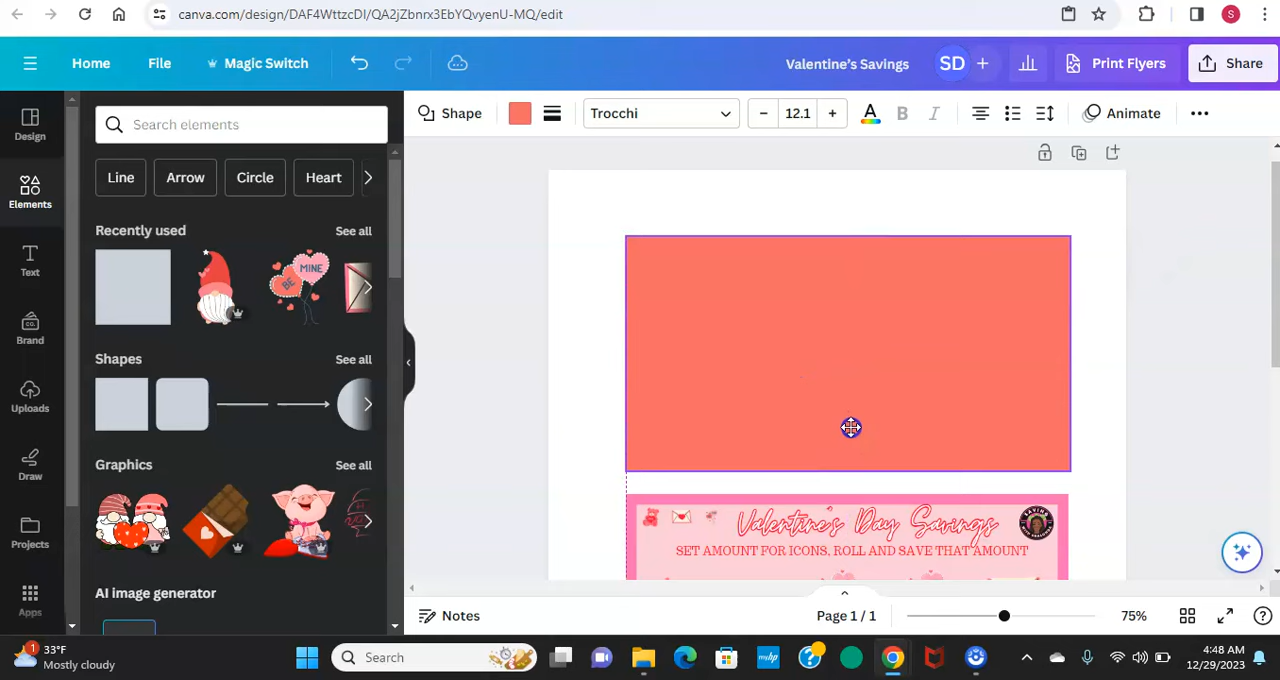 canva.com/design/DAF4WttzcDI/QA2jZbnrx3EbYQvyenU-MQ/edit
S
Home File Magic Switch Valentine's Savings SD + Print Flyers Share
Shape Trocchi − 12.1 + A B I Animate
Design
Elements
Text
Brand
Uploads
Draw
Projects
Apps
Search elements
Line Arrow Circle Heart
Recently used See all
BE MINE
Shapes See all
Graphics See all
AI image generator
Valentine's Day Savings
SET AMOUNT FOR ICONS, ROLL AND SAVE THAT AMOUNT
Notes Page 1 / 1 75%
1 33°F
Mostly cloudy
Search
4:48 AM
12/29/2023